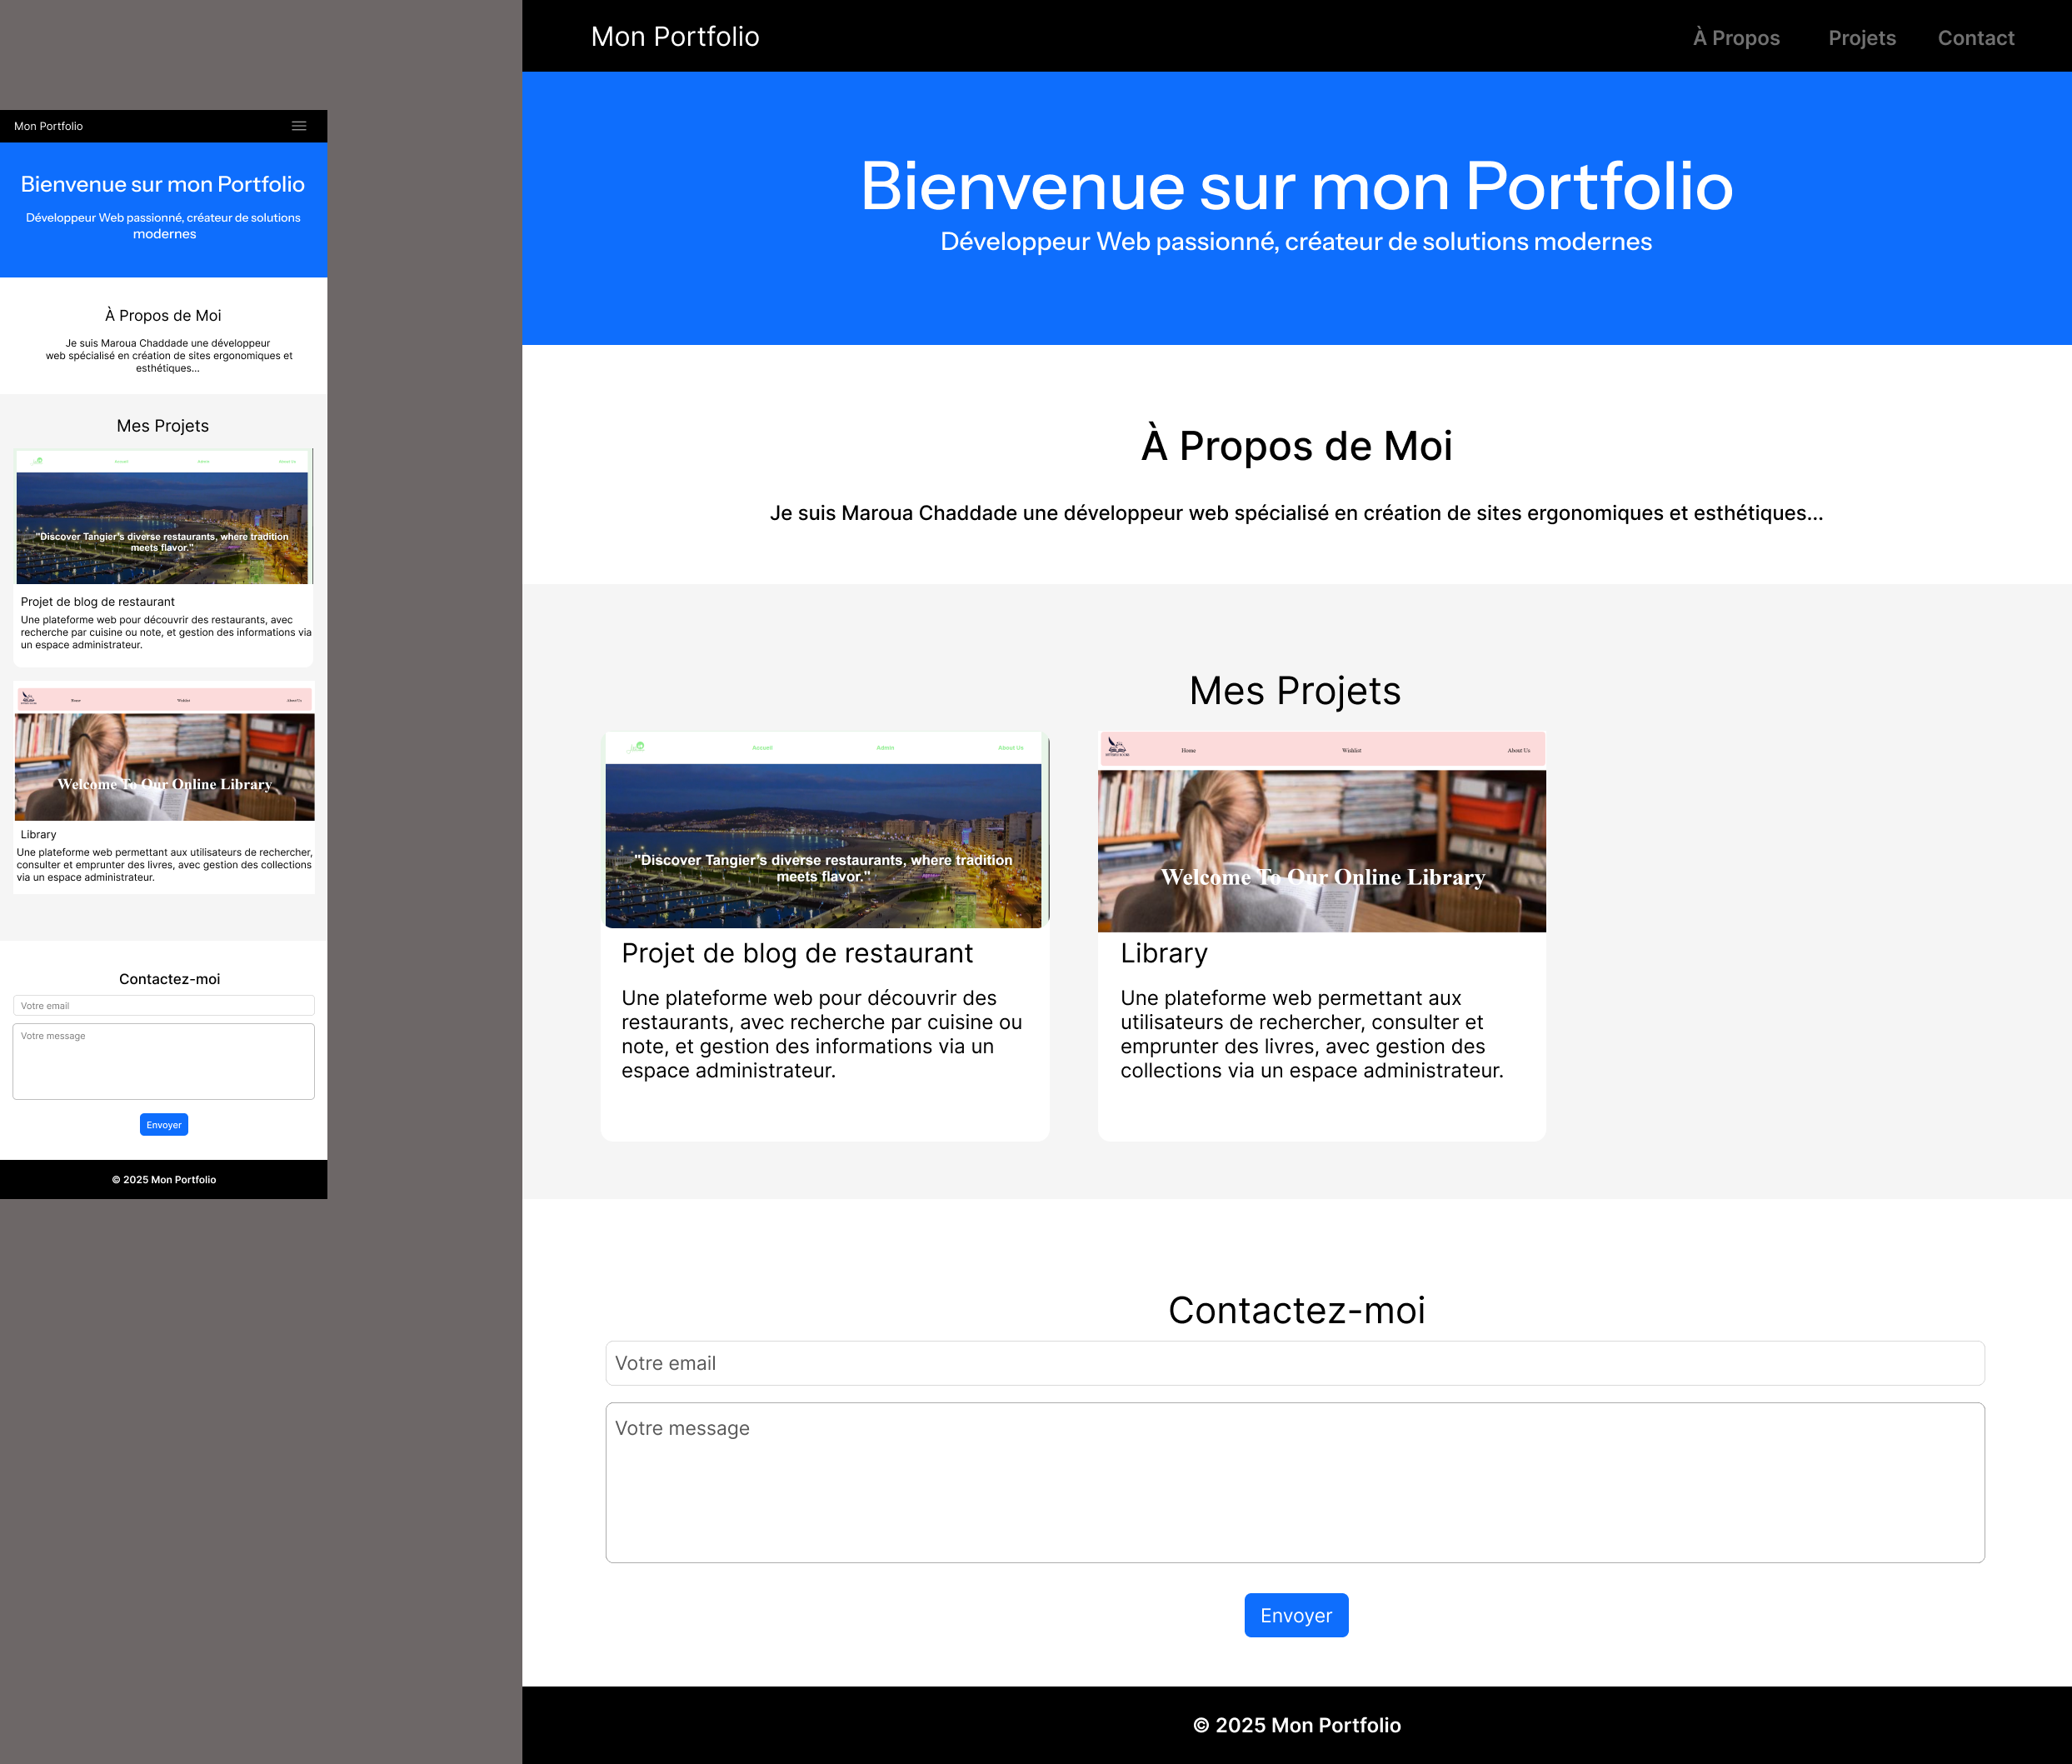 Mon Portfolio
Bienvenue sur mon Portfolio
Développeur Web passionné, créateur de solutions
modernes
À Propos de Moi
Je suis Maroua Chaddade une développeur
web spécialisé en création de sites ergonomiques et
esthétiques...
Mes Projets
Accueil Admin About Us
"Discover Tangier's diverse restaurants, where tradition
meets flavor."
Projet de blog de restaurant
Une plateforme web pour découvrir des restaurants, avec
recherche par cuisine ou note, et gestion des informations via
un espace administrateur.
Home Wishlist About Us
Welcome To Our Online Library
Library
Une plateforme web permettant aux utilisateurs de rechercher,
consulter et emprunter des livres, avec gestion des collections
via un espace administrateur.
Contactez-moi
Votre email
Votre message
Envoyer
© 2025 Mon Portfolio
Mon Portfolio À Propos Projets Contact
Bienvenue sur mon Portfolio
Développeur Web passionné, créateur de solutions modernes
À Propos de Moi
Je suis Maroua Chaddade une développeur web spécialisé en création de sites ergonomiques et esthétiques...
Mes Projets
Accueil Admin About Us
"Discover Tangier's diverse restaurants, where tradition
meets flavor."
Projet de blog de restaurant
Une plateforme web pour découvrir des
restaurants, avec recherche par cuisine ou
note, et gestion des informations via un
espace administrateur.
Home Wishlist About Us
Welcome To Our Online Library
Library
Une plateforme web permettant aux
utilisateurs de rechercher, consulter et
emprunter des livres, avec gestion des
collections via un espace administrateur.
Contactez-moi
Votre email
Votre message
Envoyer
© 2025 Mon Portfolio